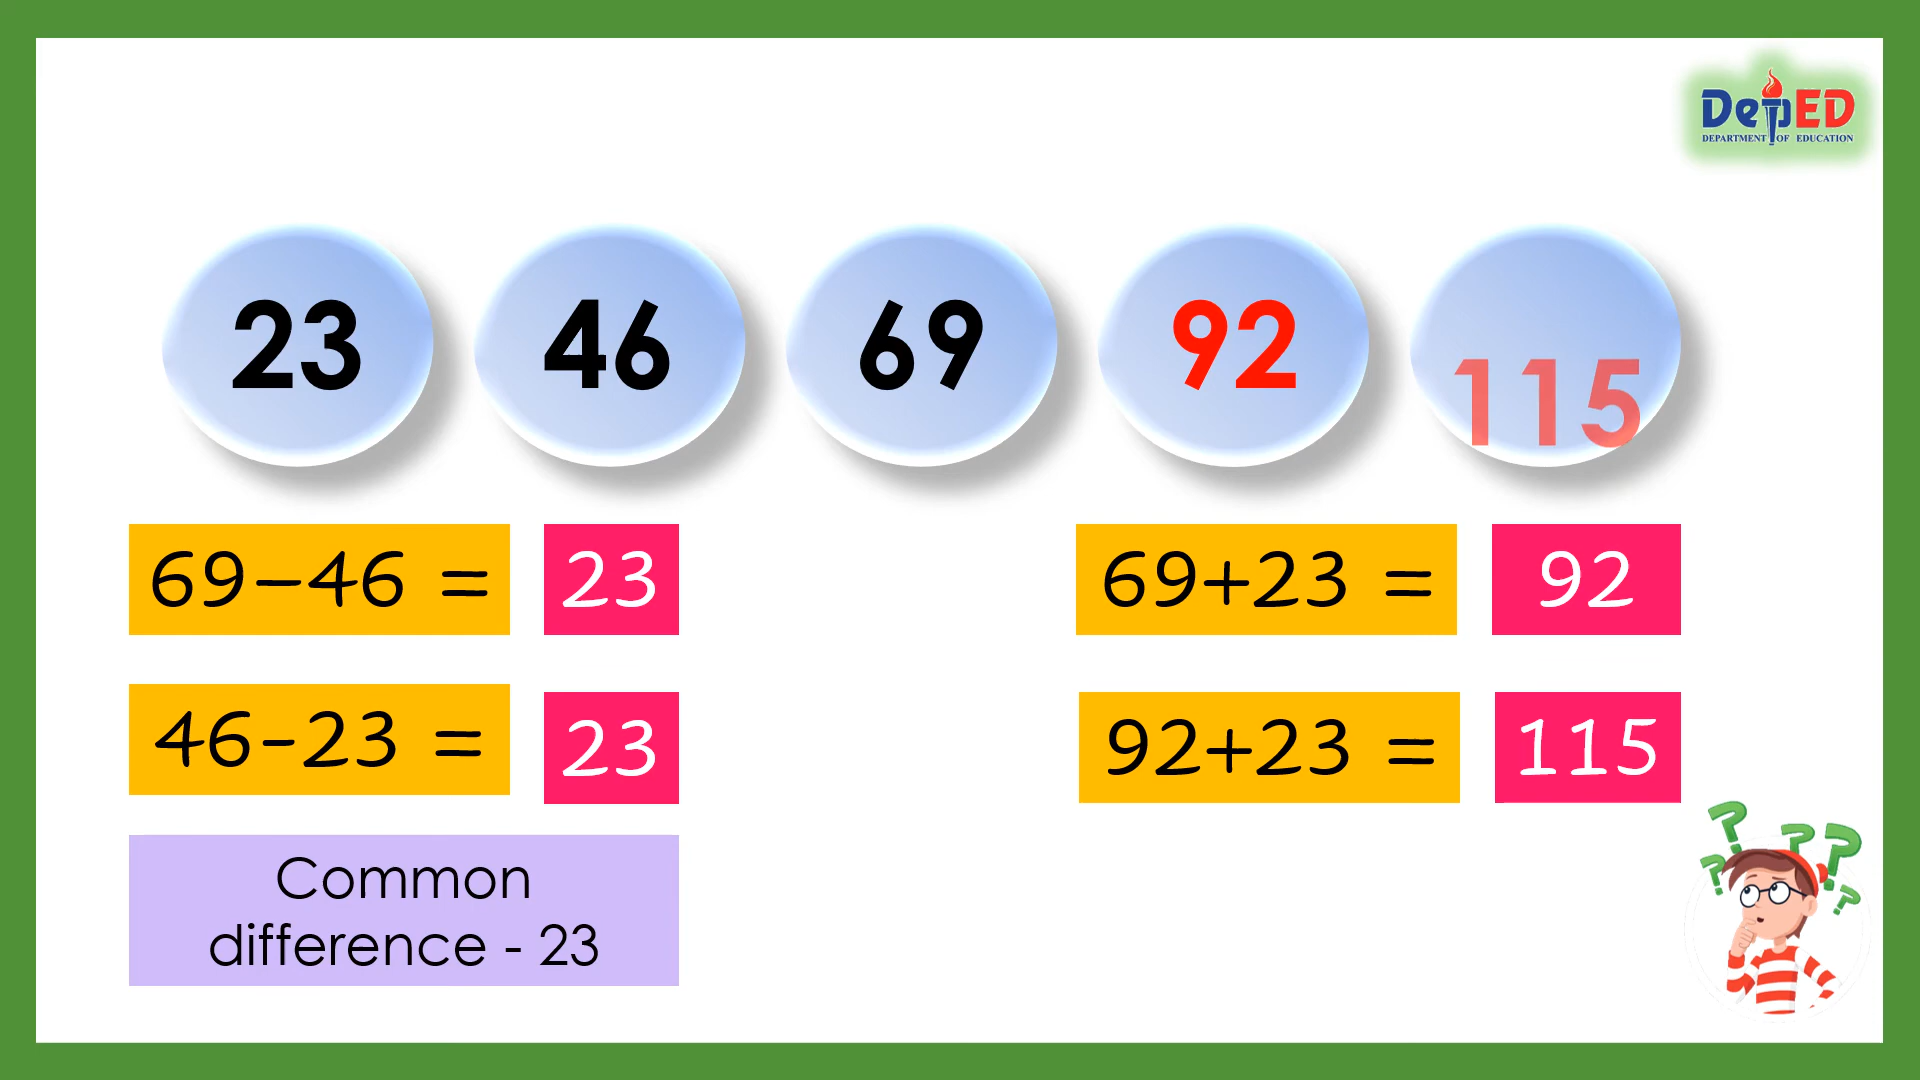 DepED
DEPARTMENT OF EDUCATION
23 46 69 92 115
69-46 = 23
69+23 = 92
46-23 = 23
92+23 = 115
Common
difference - 23
? ? ? ? ?